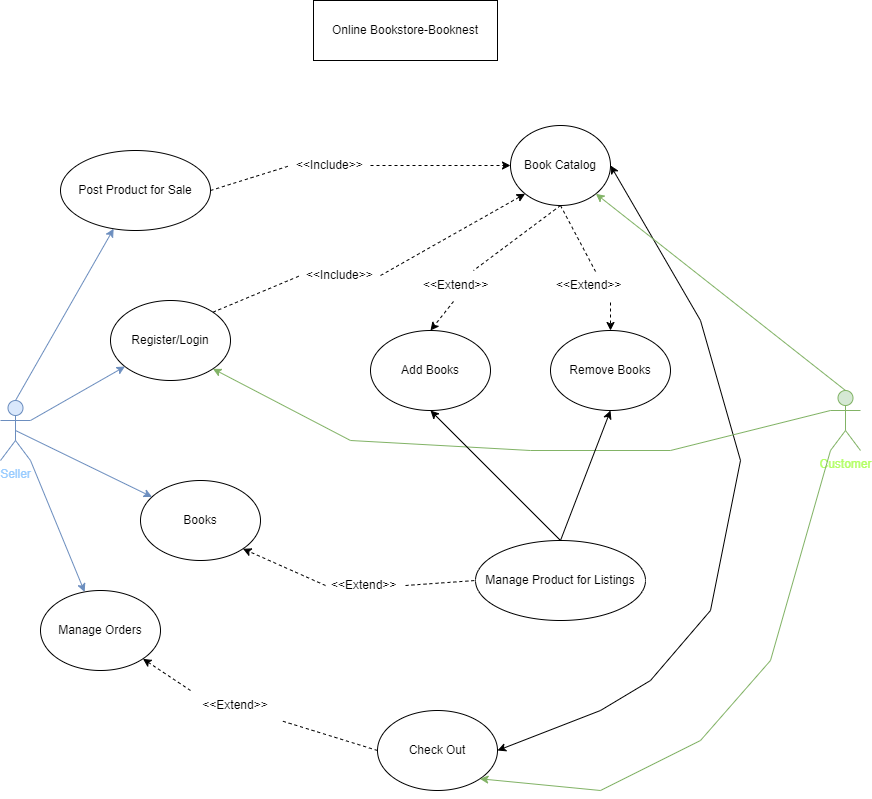 Online Bookstore-Booknest
Book Catalog
<<Include>>
Post Product for Sale
<<Include>>
<<Extend>>
<<Extend>>
Register/Login
Add Books
Remove Books
Customer
Seller
Books
Manage Product for Listings
<<Extend>>
Manage Orders
<<Extend>>
Check Out